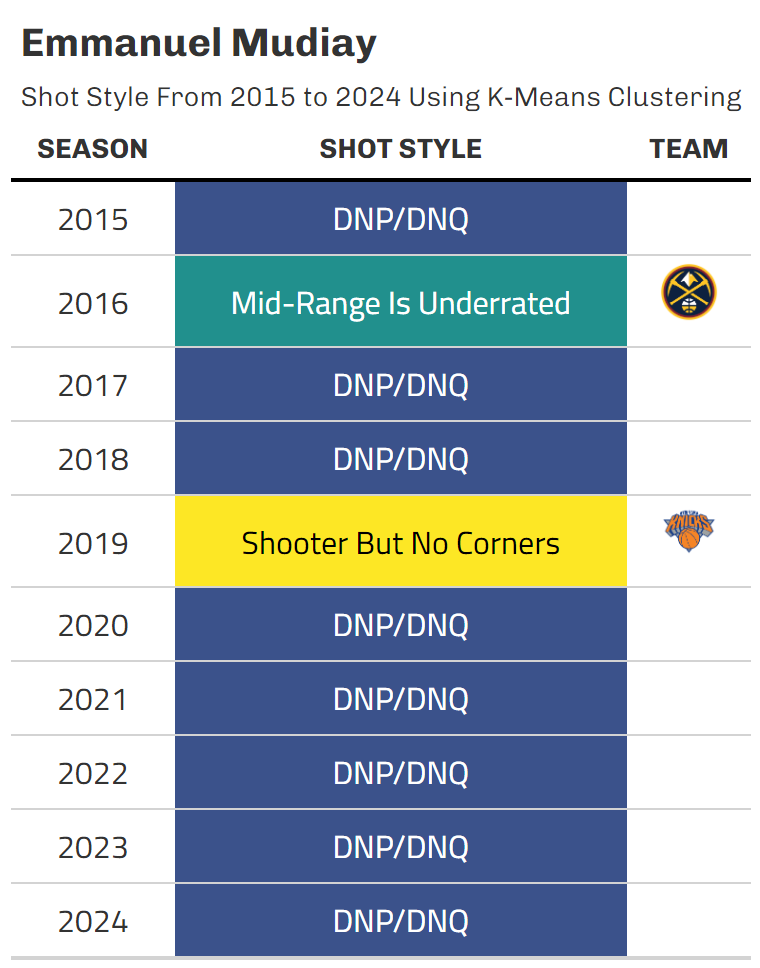 Emmanuel Mudiay
Shot Style From 2015 to 2024 Using K-Means Clustering
SEASON SHOT STYLE TEAM
2015 DNP/DNQ
2016 Mid-Range Is Underrated
2017 DNP/DNQ
2018 DNP/DNQ
2019 Shooter But No Corners KNICKS
2020 DNP/DNQ
2021 DNP/DNQ
2022 DNP/DNQ
2023 DNP/DNQ
2024 DNP/DNQ